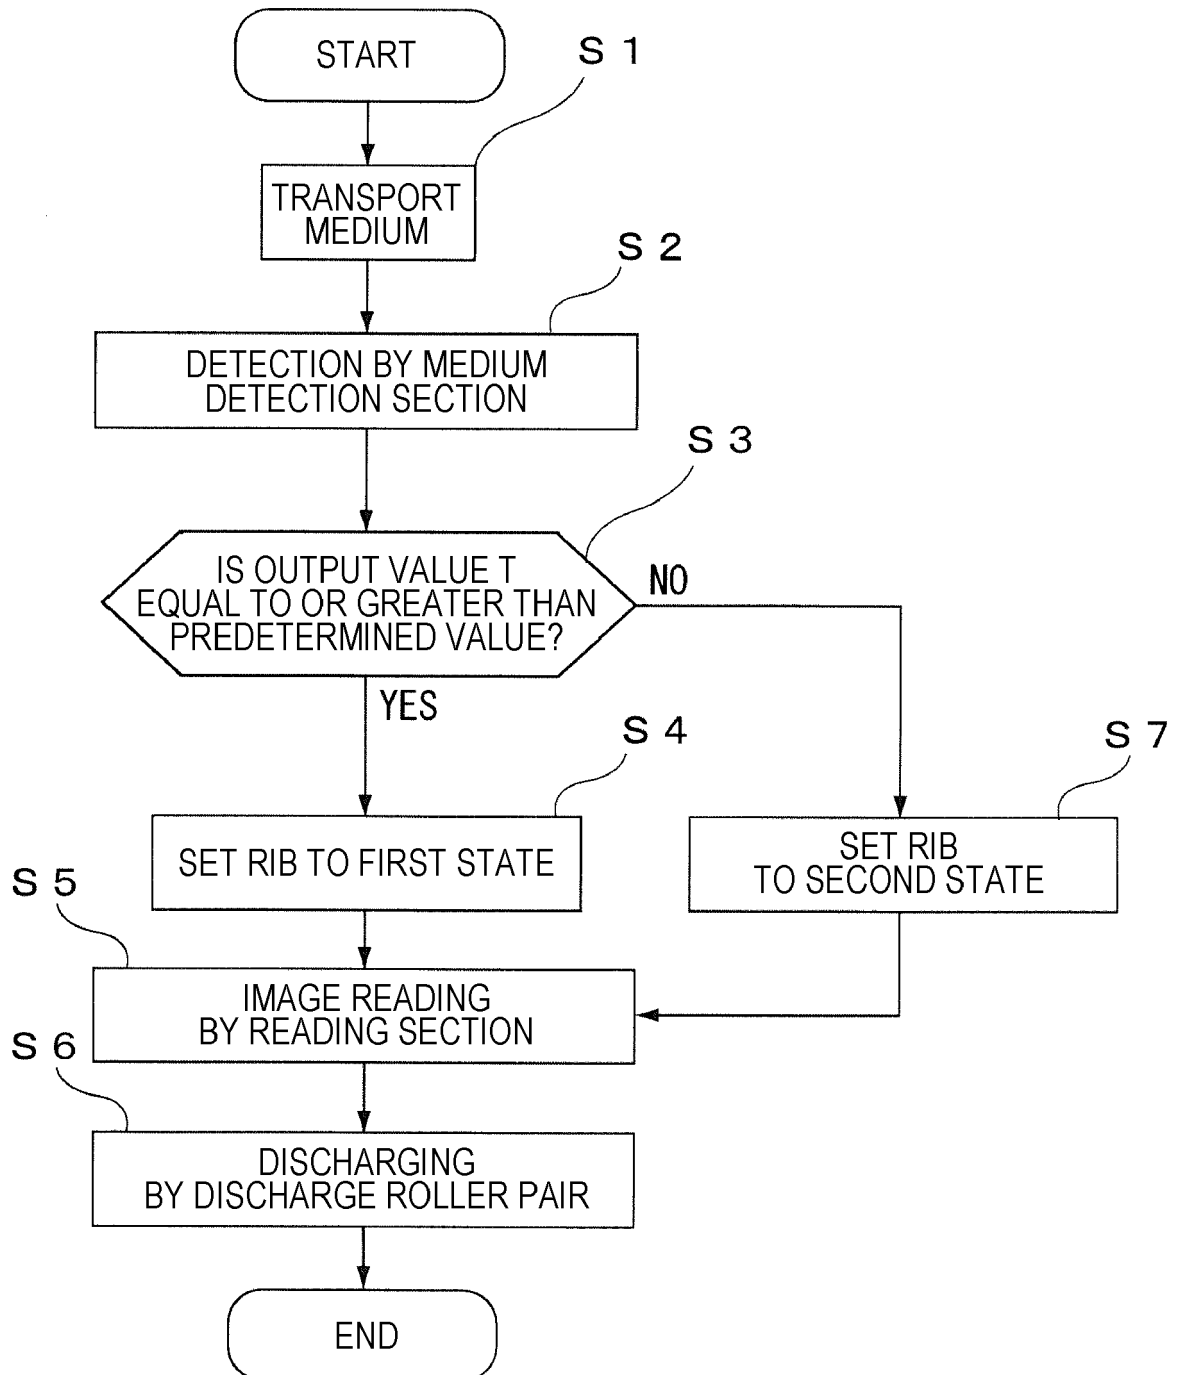 START
S 1
TRANSPORT
MEDIUM
S 2
DETECTION BY MEDIUM
DETECTION SECTION
S 3
IS OUTPUT VALUE T
EQUAL TO OR GREATER THAN
PREDETERMINED VALUE?
NO
YES
S 4
SET RIB TO FIRST STATE
S 7
SET RIB
TO SECOND STATE
S 5
IMAGE READING
BY READING SECTION
S 6
DISCHARGING
BY DISCHARGE ROLLER PAIR
END